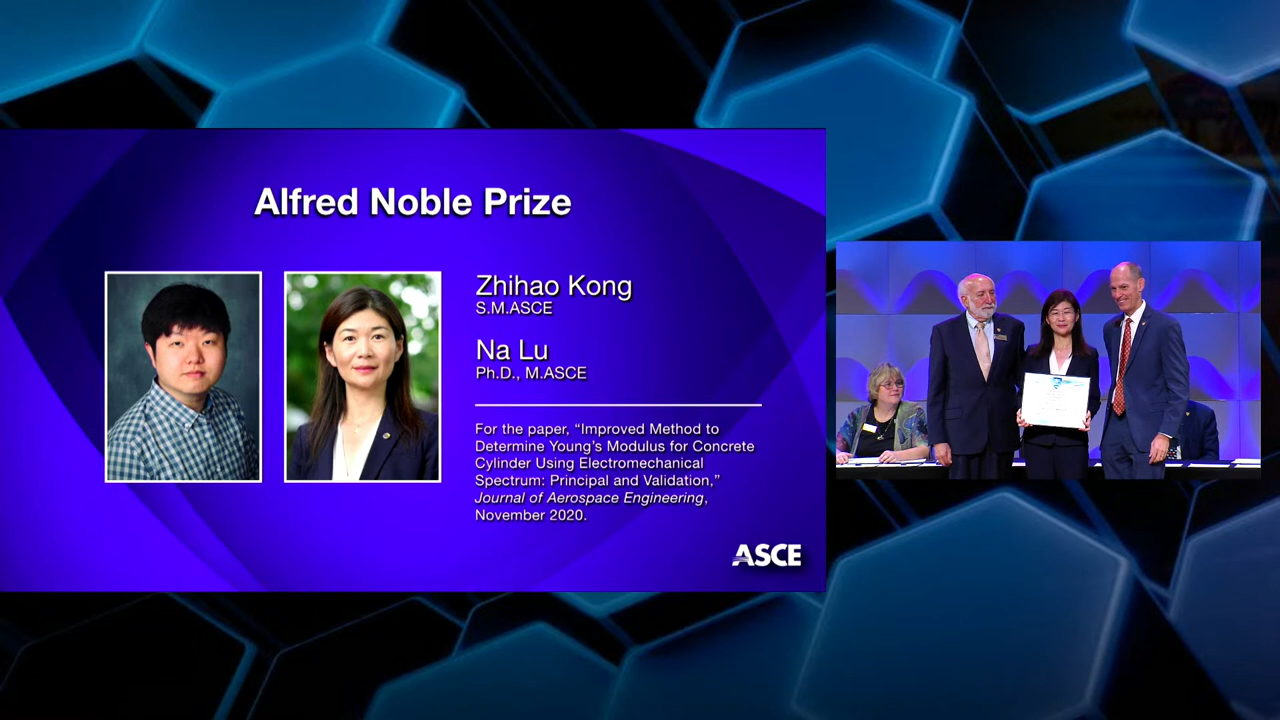 Alfred Noble Prize
Zhihao Kong
S.M.ASCE
Na Lu
Ph.D., M.ASCE
For the paper, “Improved Method to
Determine Young’s Modulus for Concrete
Cylinder Using Electromechanical
Spectrum: Principal and Validation,”
Journal of Aerospace Engineering,
November 2020.
ASCE